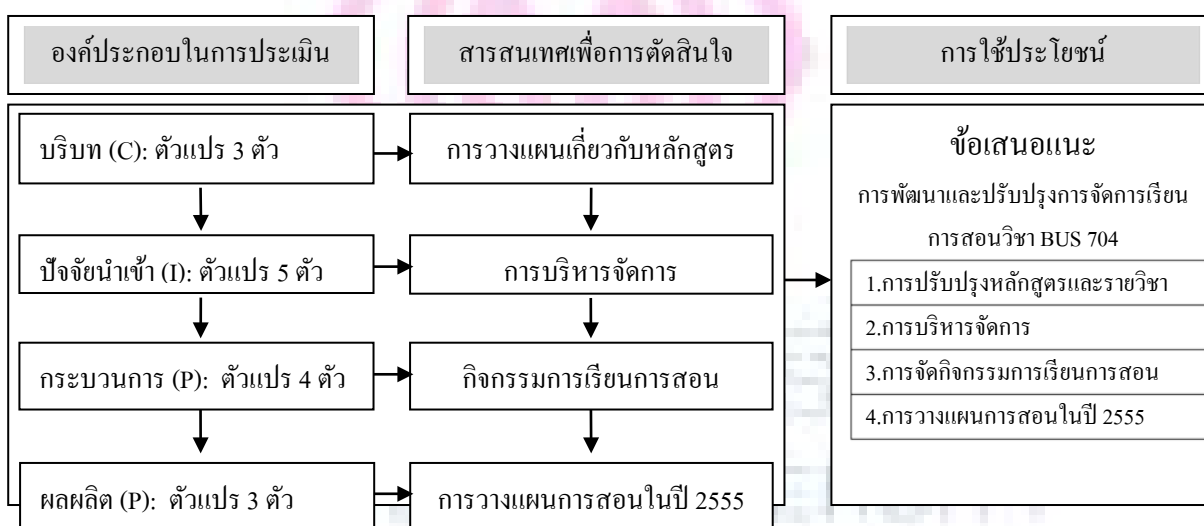 องค์ประกอบในการประเมิน
สารสนเทศเพื่อการตัดสินใจ
การใช้ประโยชน์
บริบท (C): ตัวแปร 3 ตัว
การวางแผนเกี่ยวกับหลักสูตร
ปัจจัยนำเข้า (I): ตัวแปร 5 ตัว
การบริหารจัดการ
กระบวนการ (P): ตัวแปร 4 ตัว
กิจกรรมการเรียนการสอน
ผลผลิต (P): ตัวแปร 3 ตัว
การวางแผนการสอนในปี 2555
ข้อเสนอแนะ
การพัฒนาและปรับปรุงการจัดการเรียน
การสอนวิชา BUS 704
1.การปรับปรุงหลักสูตรและรายวิชา
2.การบริหารจัดการ
3.การจัดกิจกรรมการเรียนการสอน
4.การวางแผนการสอนในปี 2555